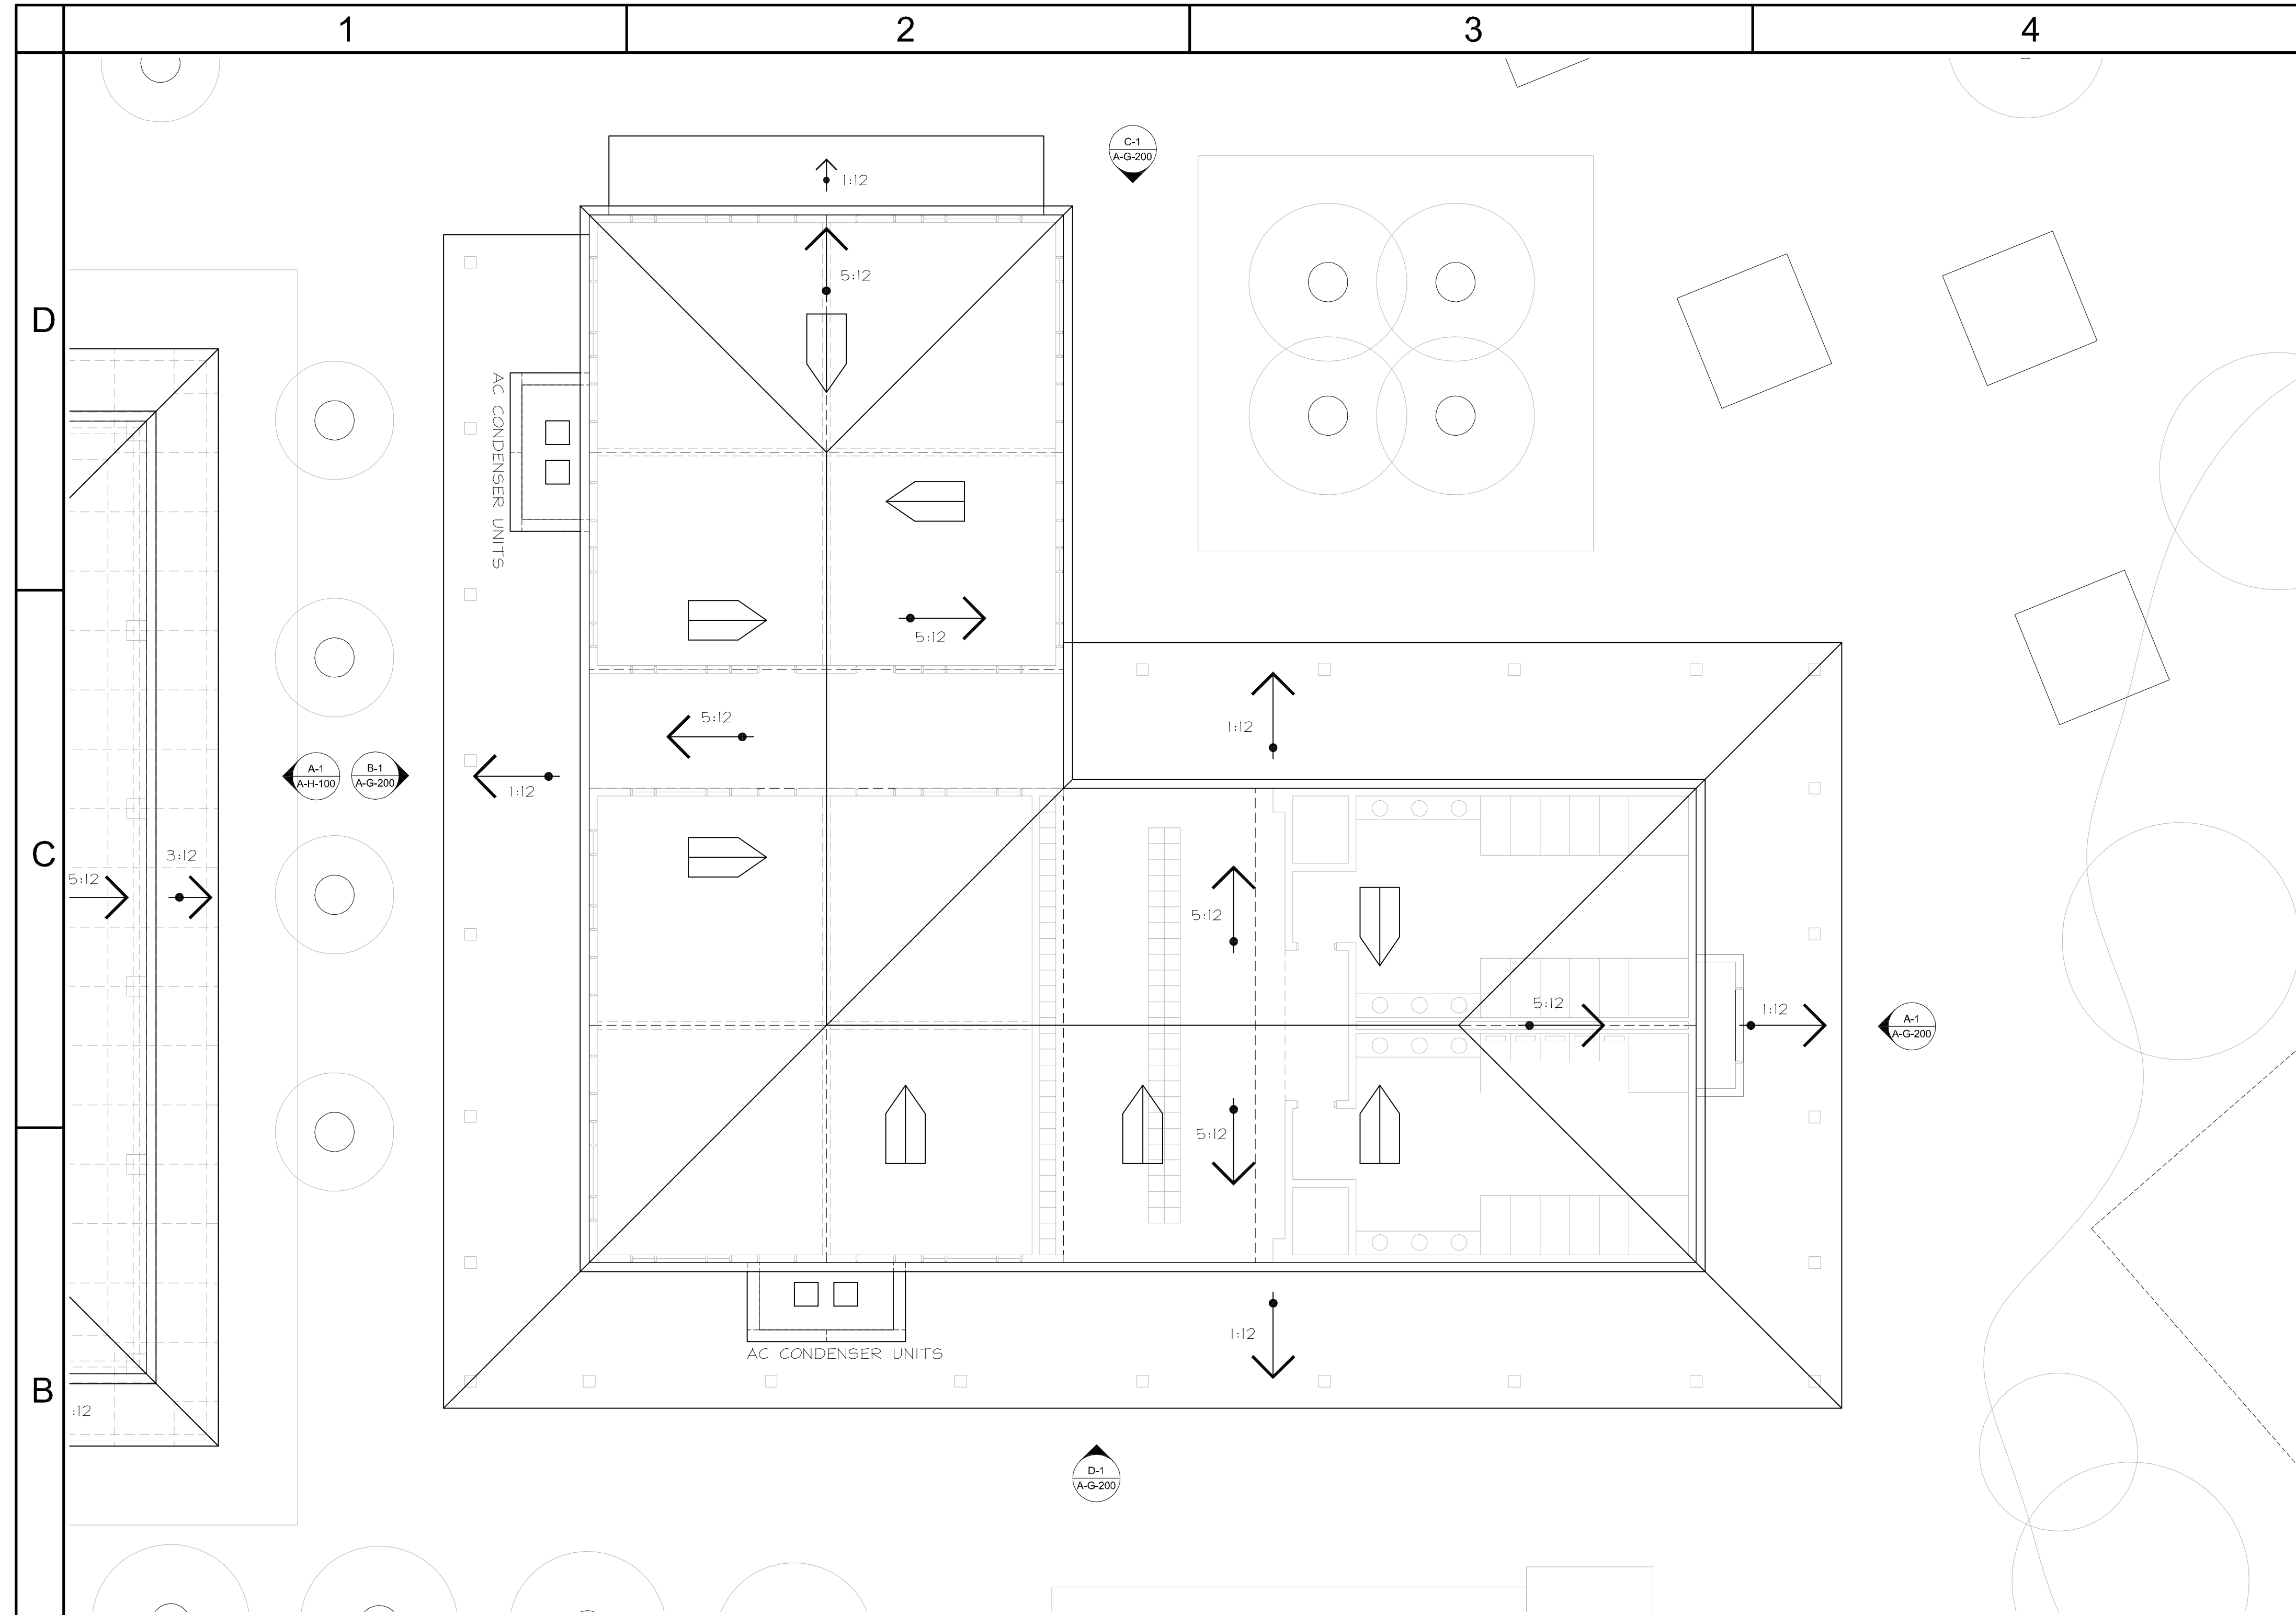 1 2 3 4
C-1
A-G-200
1:12
D
5:12
AC CONDENSER UNITS
5:12
5:12
1:12
A-1
A-H-100
B-1
A-G-200
1:12
C
3:12
5:12
5:12
5:12
1:12
A-1
A-G-200
5:12
1:12
AC CONDENSER UNITS
B
:12
D-1
A-G-200